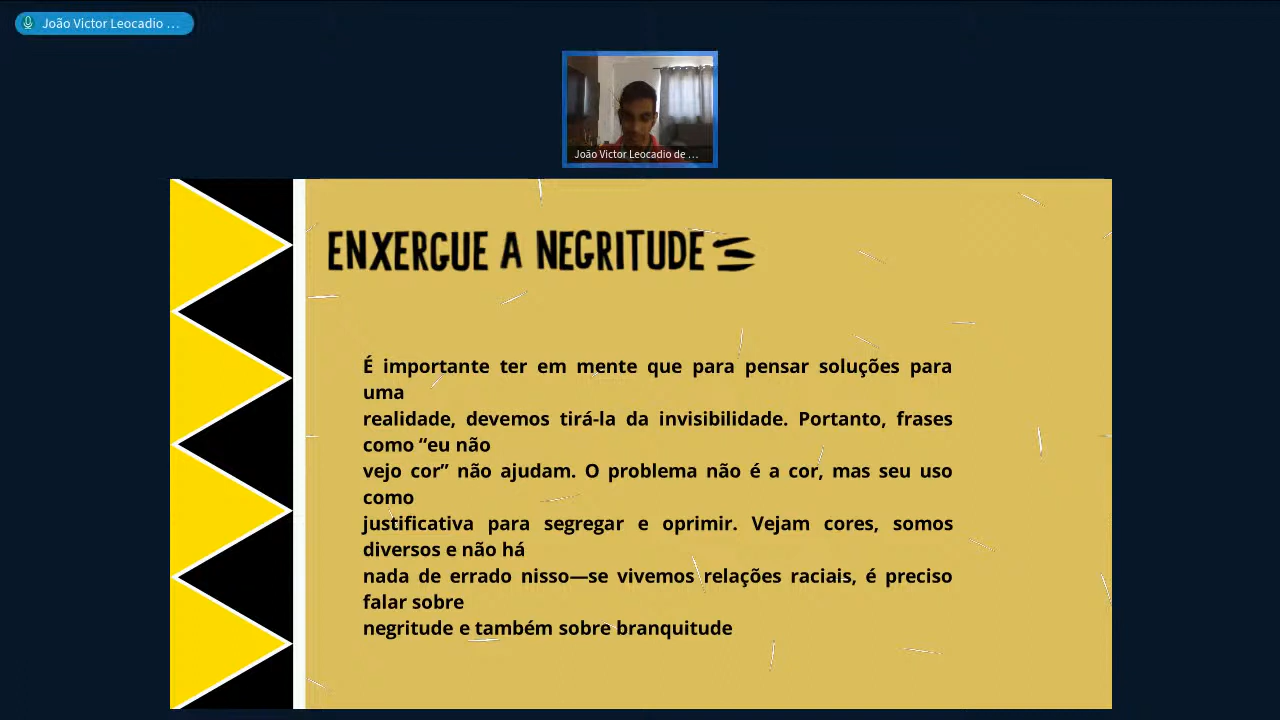 João Victor Leocadio ...
João Victor Leocadio de ...
ENXERGUE A NEGRITUDE
É importante ter em mente que para pensar soluções para
uma
realidade, devemos tirá-la da invisibilidade. Portanto, frases
como “eu não
vejo cor” não ajudam. O problema não é a cor, mas seu uso
como
justificativa para segregar e oprimir. Vejam cores, somos
diversos e não há
nada de errado nisso—se vivemos relações raciais, é preciso
falar sobre
negritude e também sobre branquitude